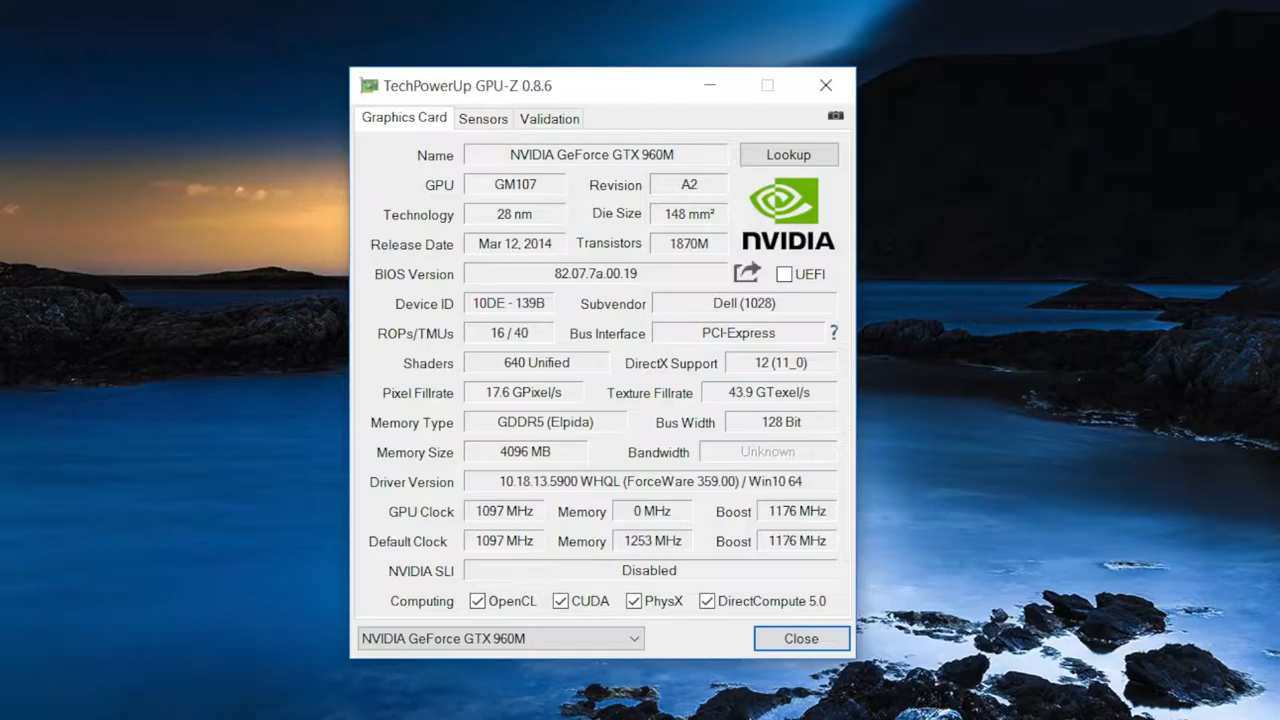 TechPowerUp GPU-Z 0.8.6
Graphics Card Sensors Validation
Name NVIDIA GeForce GTX 960M Lookup
GPU GM107 Revision A2
Technology 28 nm Die Size 148 mm²
Release Date Mar 12, 2014 Transistors 1870M
NVIDIA
BIOS Version 82.07.7a.00.19 UEFI
Device ID 10DE - 139B Subvendor Dell (1028)
ROPs/TMUs 16 / 40 Bus Interface PCI-Express ?
Shaders 640 Unified DirectX Support 12 (11_0)
Pixel Fillrate 17.6 GPixel/s Texture Fillrate 43.9 GTexel/s
Memory Type GDDR5 (Elpida) Bus Width 128 Bit
Memory Size 4096 MB Bandwidth Unknown
Driver Version 10.18.13.5900 WHQL (ForceWare 359.00) / Win10 64
GPU Clock 1097 MHz Memory 0 MHz Boost 1176 MHz
Default Clock 1097 MHz Memory 1253 MHz Boost 1176 MHz
NVIDIA SLI Disabled
Computing OpenCL CUDA PhysX DirectCompute 5.0
NVIDIA GeForce GTX 960M Close